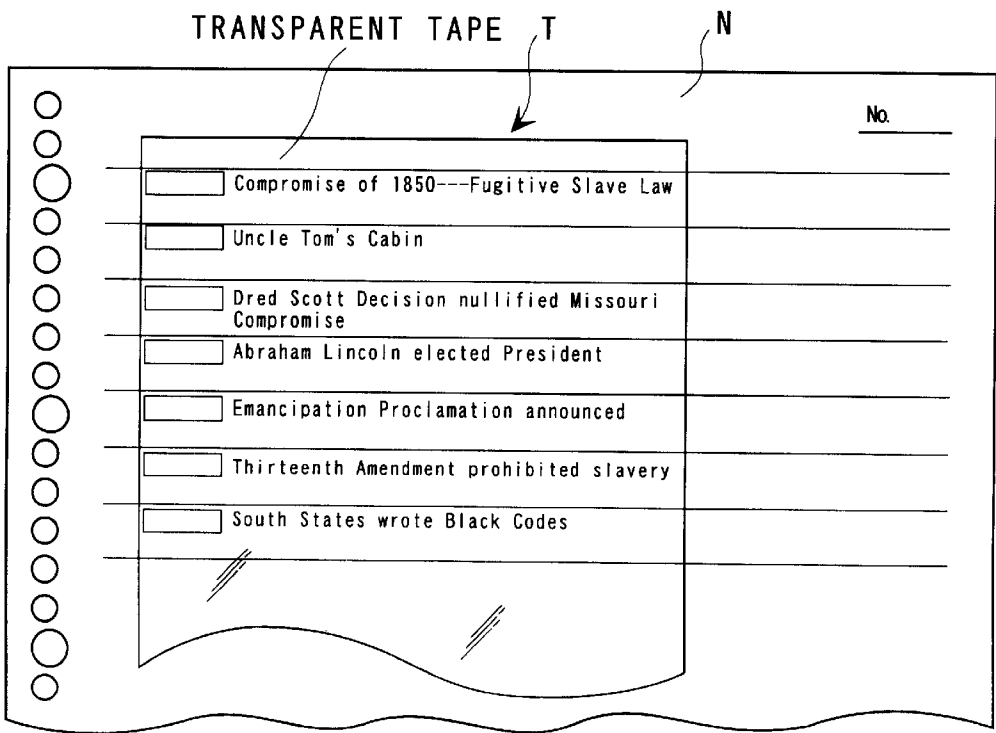 TRANSPARENT TAPE T N
No.
Compromise of 1850---Fugitive Slave Law
Uncle Tom's Cabin
Dred Scott Decision nullified Missouri
Compromise
Abraham Lincoln elected President
Emancipation Proclamation announced
Thirteenth Amendment prohibited slavery
South States wrote Black Codes